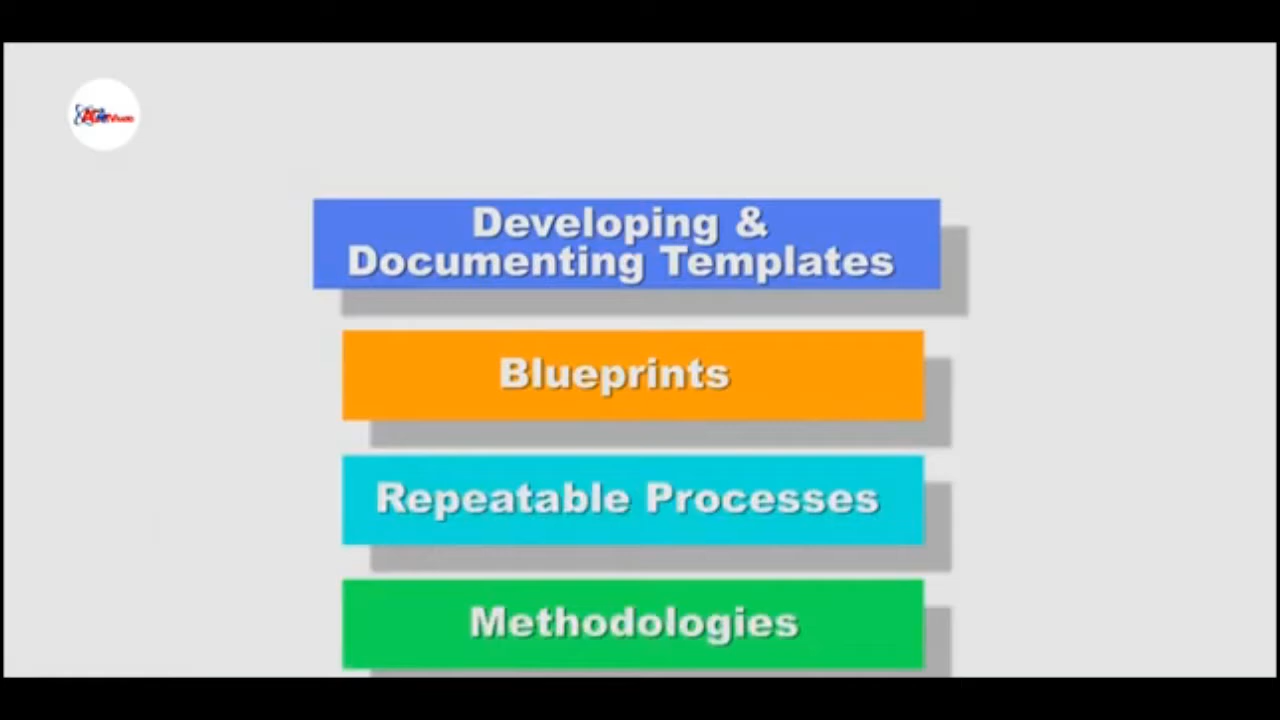 Developing &
Documenting Templates
Blueprints
Repeatable Processes
Methodologies